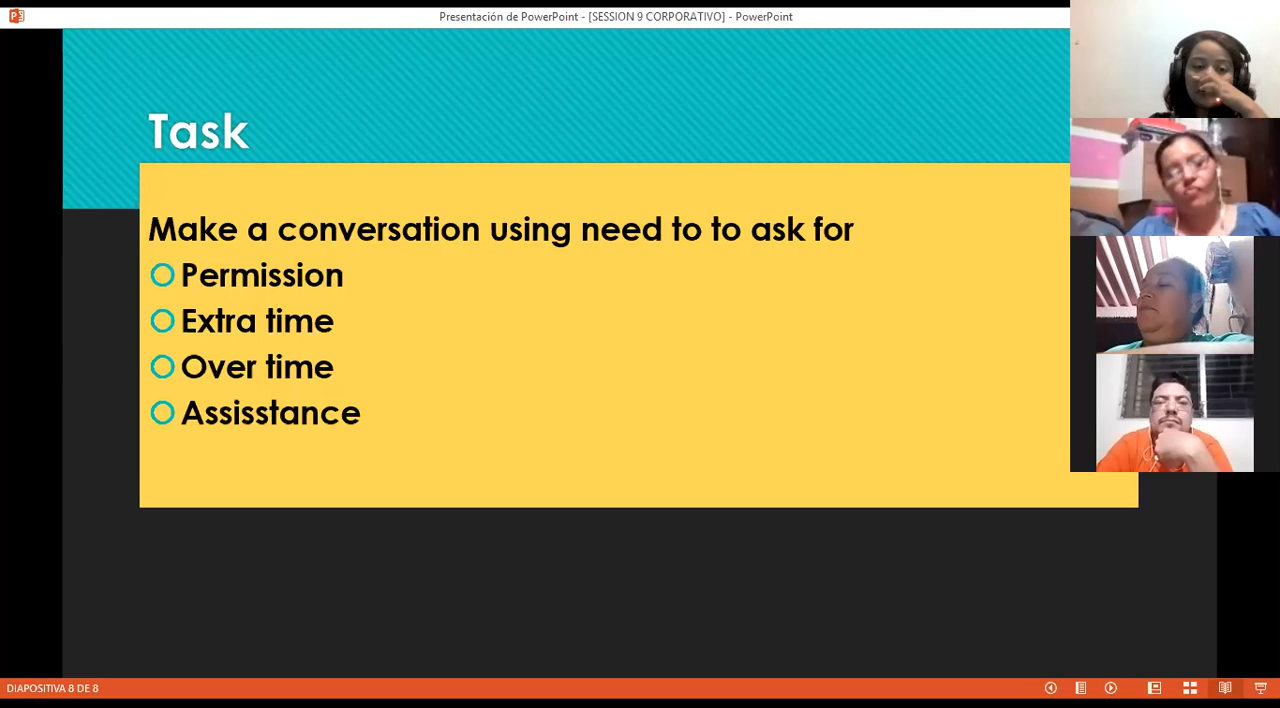 Presentación de PowerPoint - [SESSION 9 CORPORATIVO] - PowerPoint
Task
Make a conversation using need to to ask for
Permission
Extra time
Over time
Assisstance
DIAPOSITIVA 8 DE 8